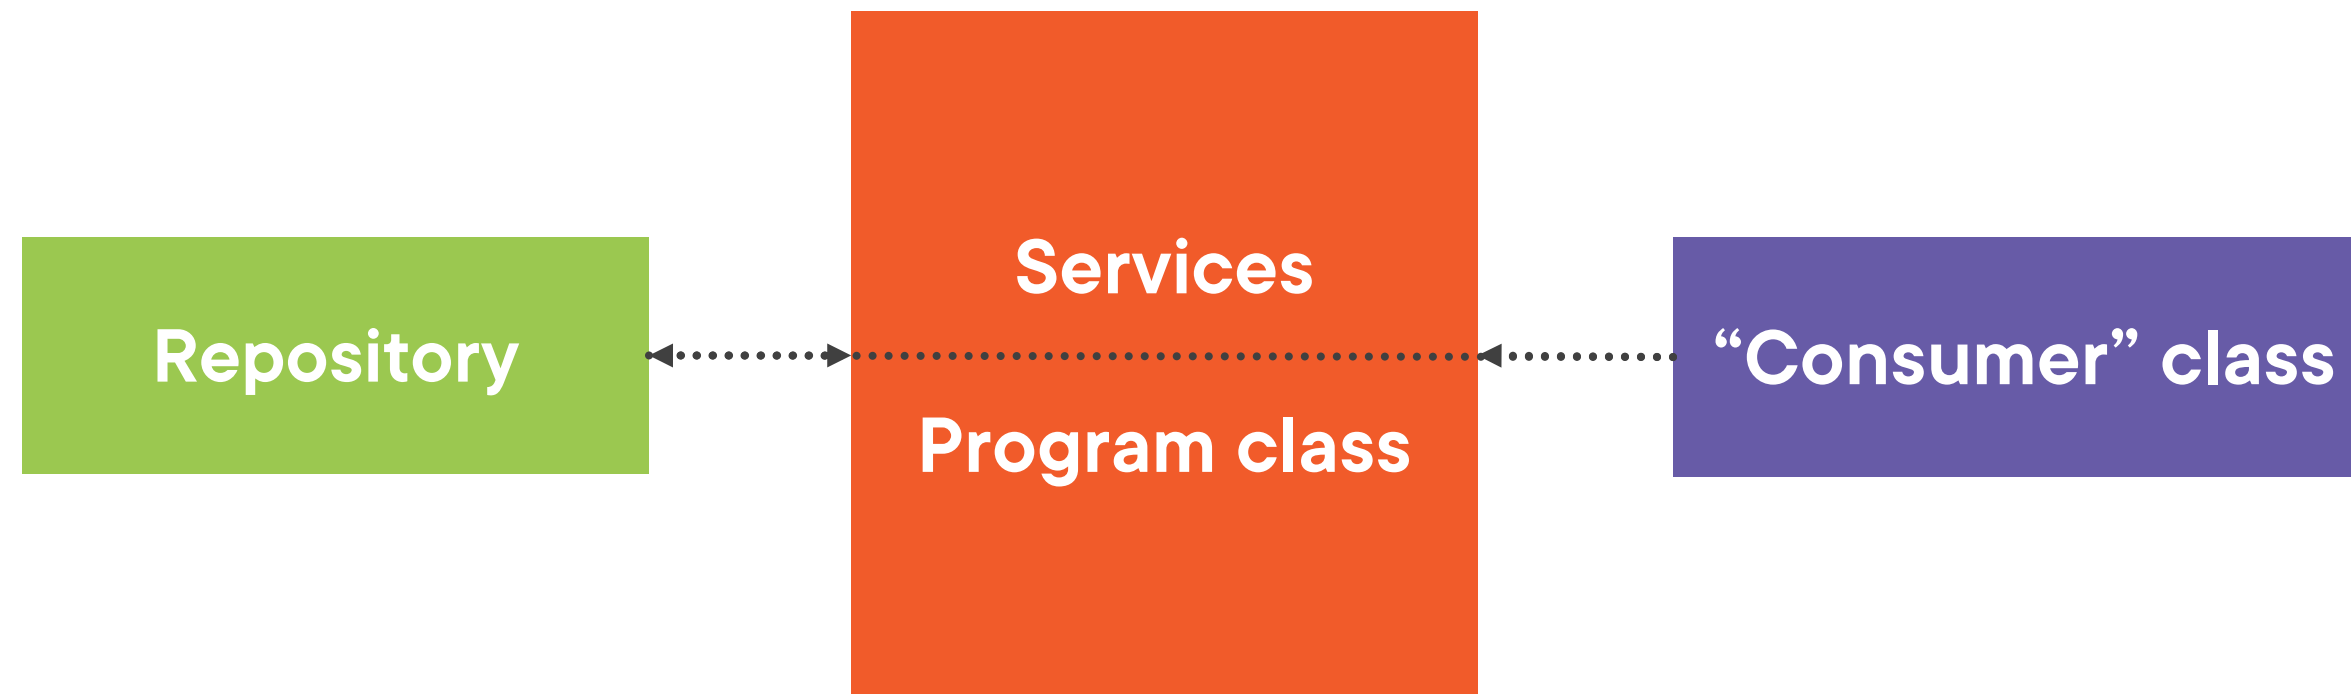 Repository
Services
Program class
“Consumer” class